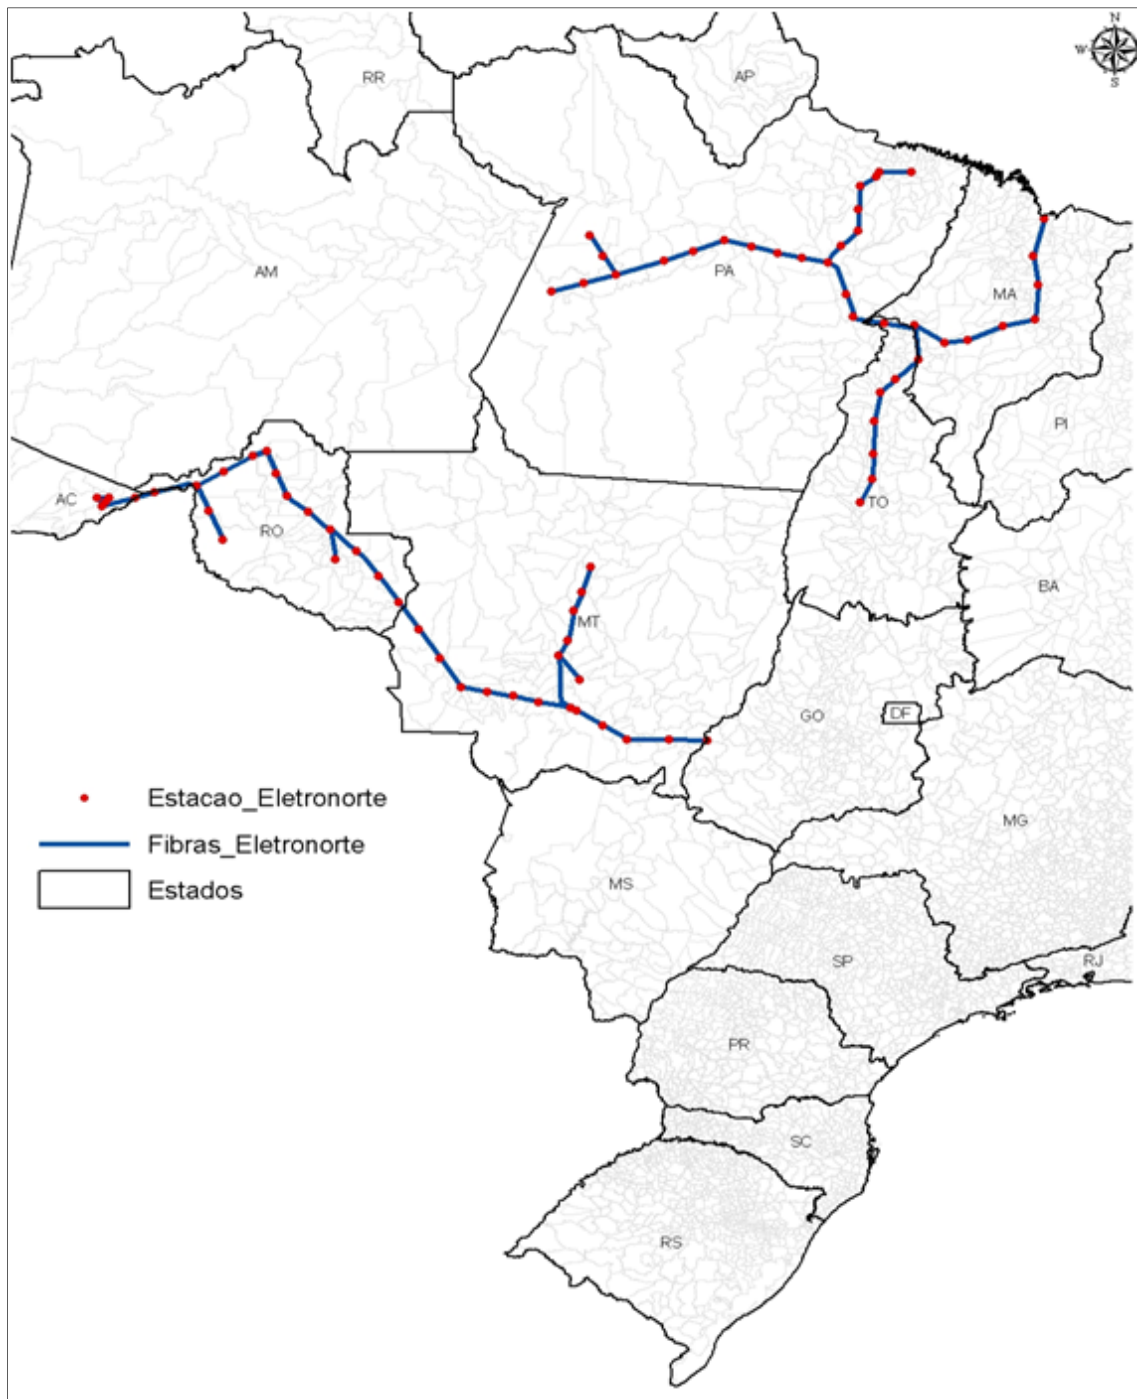 N
W
S
RR
AP
AM
PA
MA
PI
AC
TO
RO
BA
MT
GO
DF
Estacao_Eletronorte
Fibras_Eletronorte
MG
MS
Estados
SP
RJ
PR
SC
RS